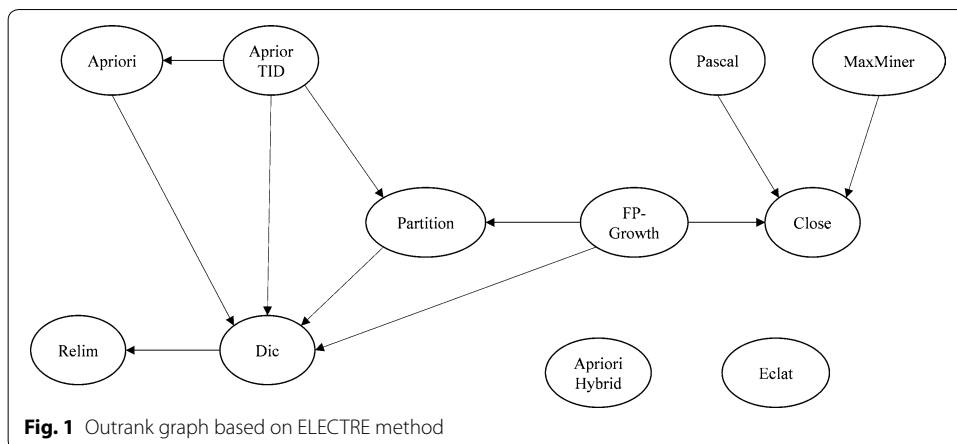 Apriori
Aprior
TID
Pascal
MaxMiner
Partition
FP-
Growth
Close
Relim
Dic
Apriori
Hybrid
Eclat
Fig. 1 Outrank graph based on ELECTRE method